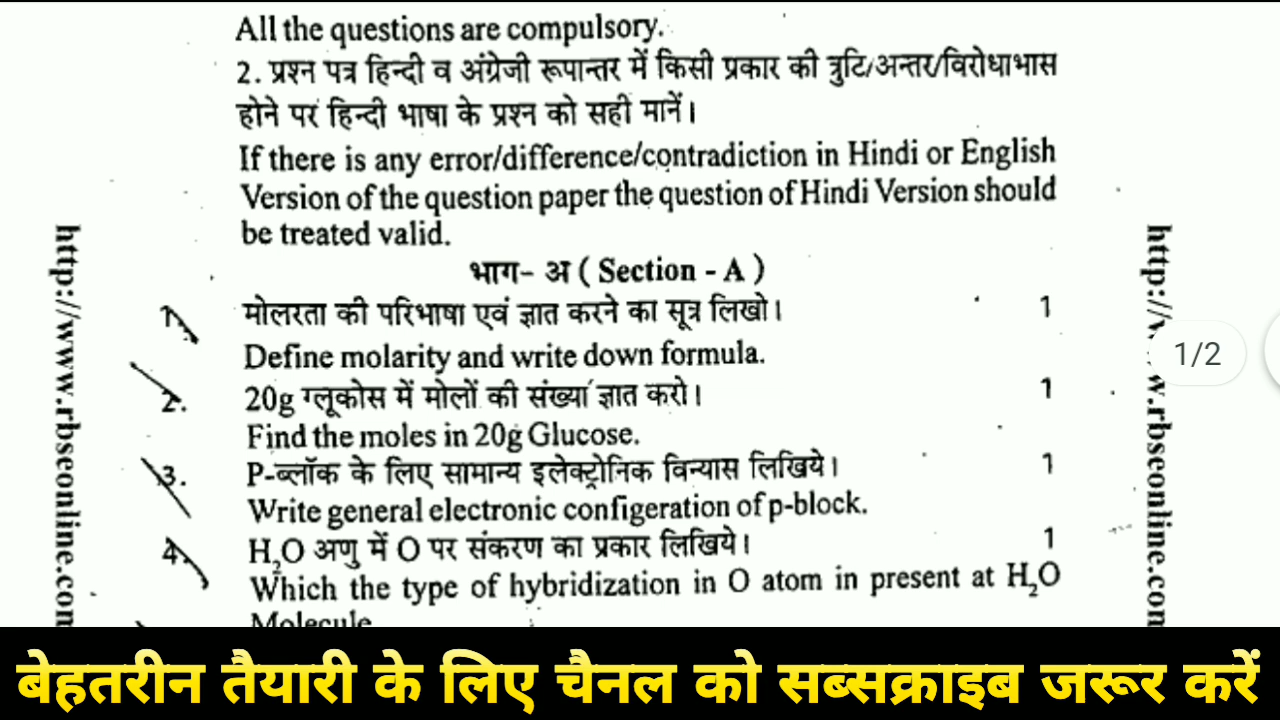 All the questions are compulsory.
2. प्रश्न पत्र हिन्दी व अंग्रेजी रूपान्तर में किसी प्रकार की त्रुटि/अन्तर/विरोधाभास
होने पर हिन्दी भाषा के प्रश्न को सही मानें।
If there is any error/difference/contradiction in Hindi or English
Version of the question paper the question of Hindi Version should
be treated valid.
भाग- अ ( Section - A )
1. मोलरता की परिभाषा एवं ज्ञात करने का सूत्र लिखो। 1
Define molarity and write down formula.
2. 20g ग्लूकोस में मोलों की संख्या ज्ञात करो। 1
Find the moles in 20g Glucose.
3. P-ब्लॉक के लिए सामान्य इलेक्ट्रोनिक विन्यास लिखिये। 1
Write general electronic configeration of p-block.
4. H₂O अणु में O पर संकरण का प्रकार लिखिये। 1
Which the type of hybridization in O atom in present at H₂O
Molecule
http://www.rbseonline.com
1/2
w.rbseonline.com
बेहतरीन तैयारी के लिए चैनल को सब्सक्राइब जरूर करें